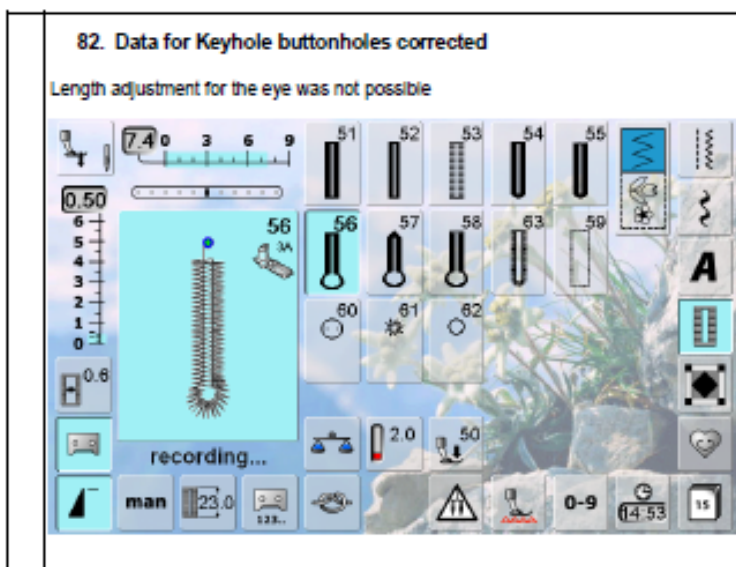 82. Data for Keyhole buttonholes corrected
Length adjustment for the eye was not possible
7.4 0 3 6 9
51 52 53 54 55
0.50
6
5
4
3
2
1
0
56
3A
56 57 58 63 59
60 61 62
0.6
recording...
2.0 50
man 23.0 123.. 0-9 14:53 15
A